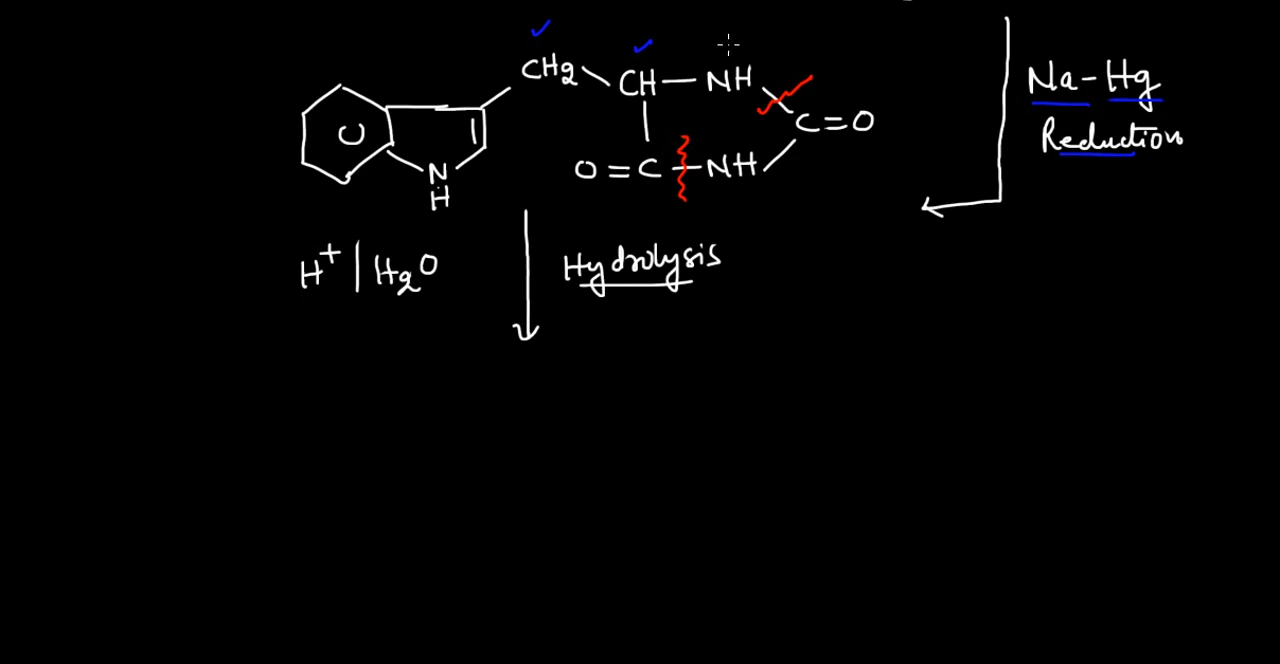 CH2 CH — NH
C=O
O=C — NH
N
H
Na-Hg
Reduction
H+ | H2O
Hydrolysis